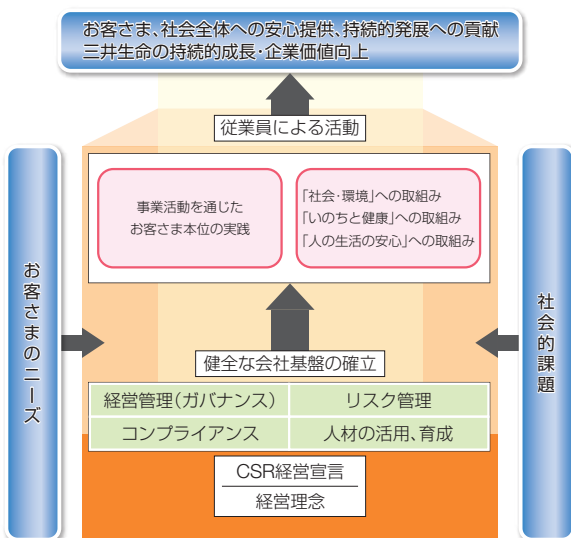 お客さま、社会全体への安心提供、持続的発展への貢献
三井生命の持続的成長・企業価値向上
従業員による活動
事業活動を通じた
お客さま本位の実践
「社会・環境」への取組み
「いのちと健康」への取組み
「人の生活の安心」への取組み
お客さまのニーズ
社会的課題
健全な会社基盤の確立
経営管理（ガバナンス）
リスク管理
コンプライアンス
人材の活用、育成
CSR経営宣言
経営理念